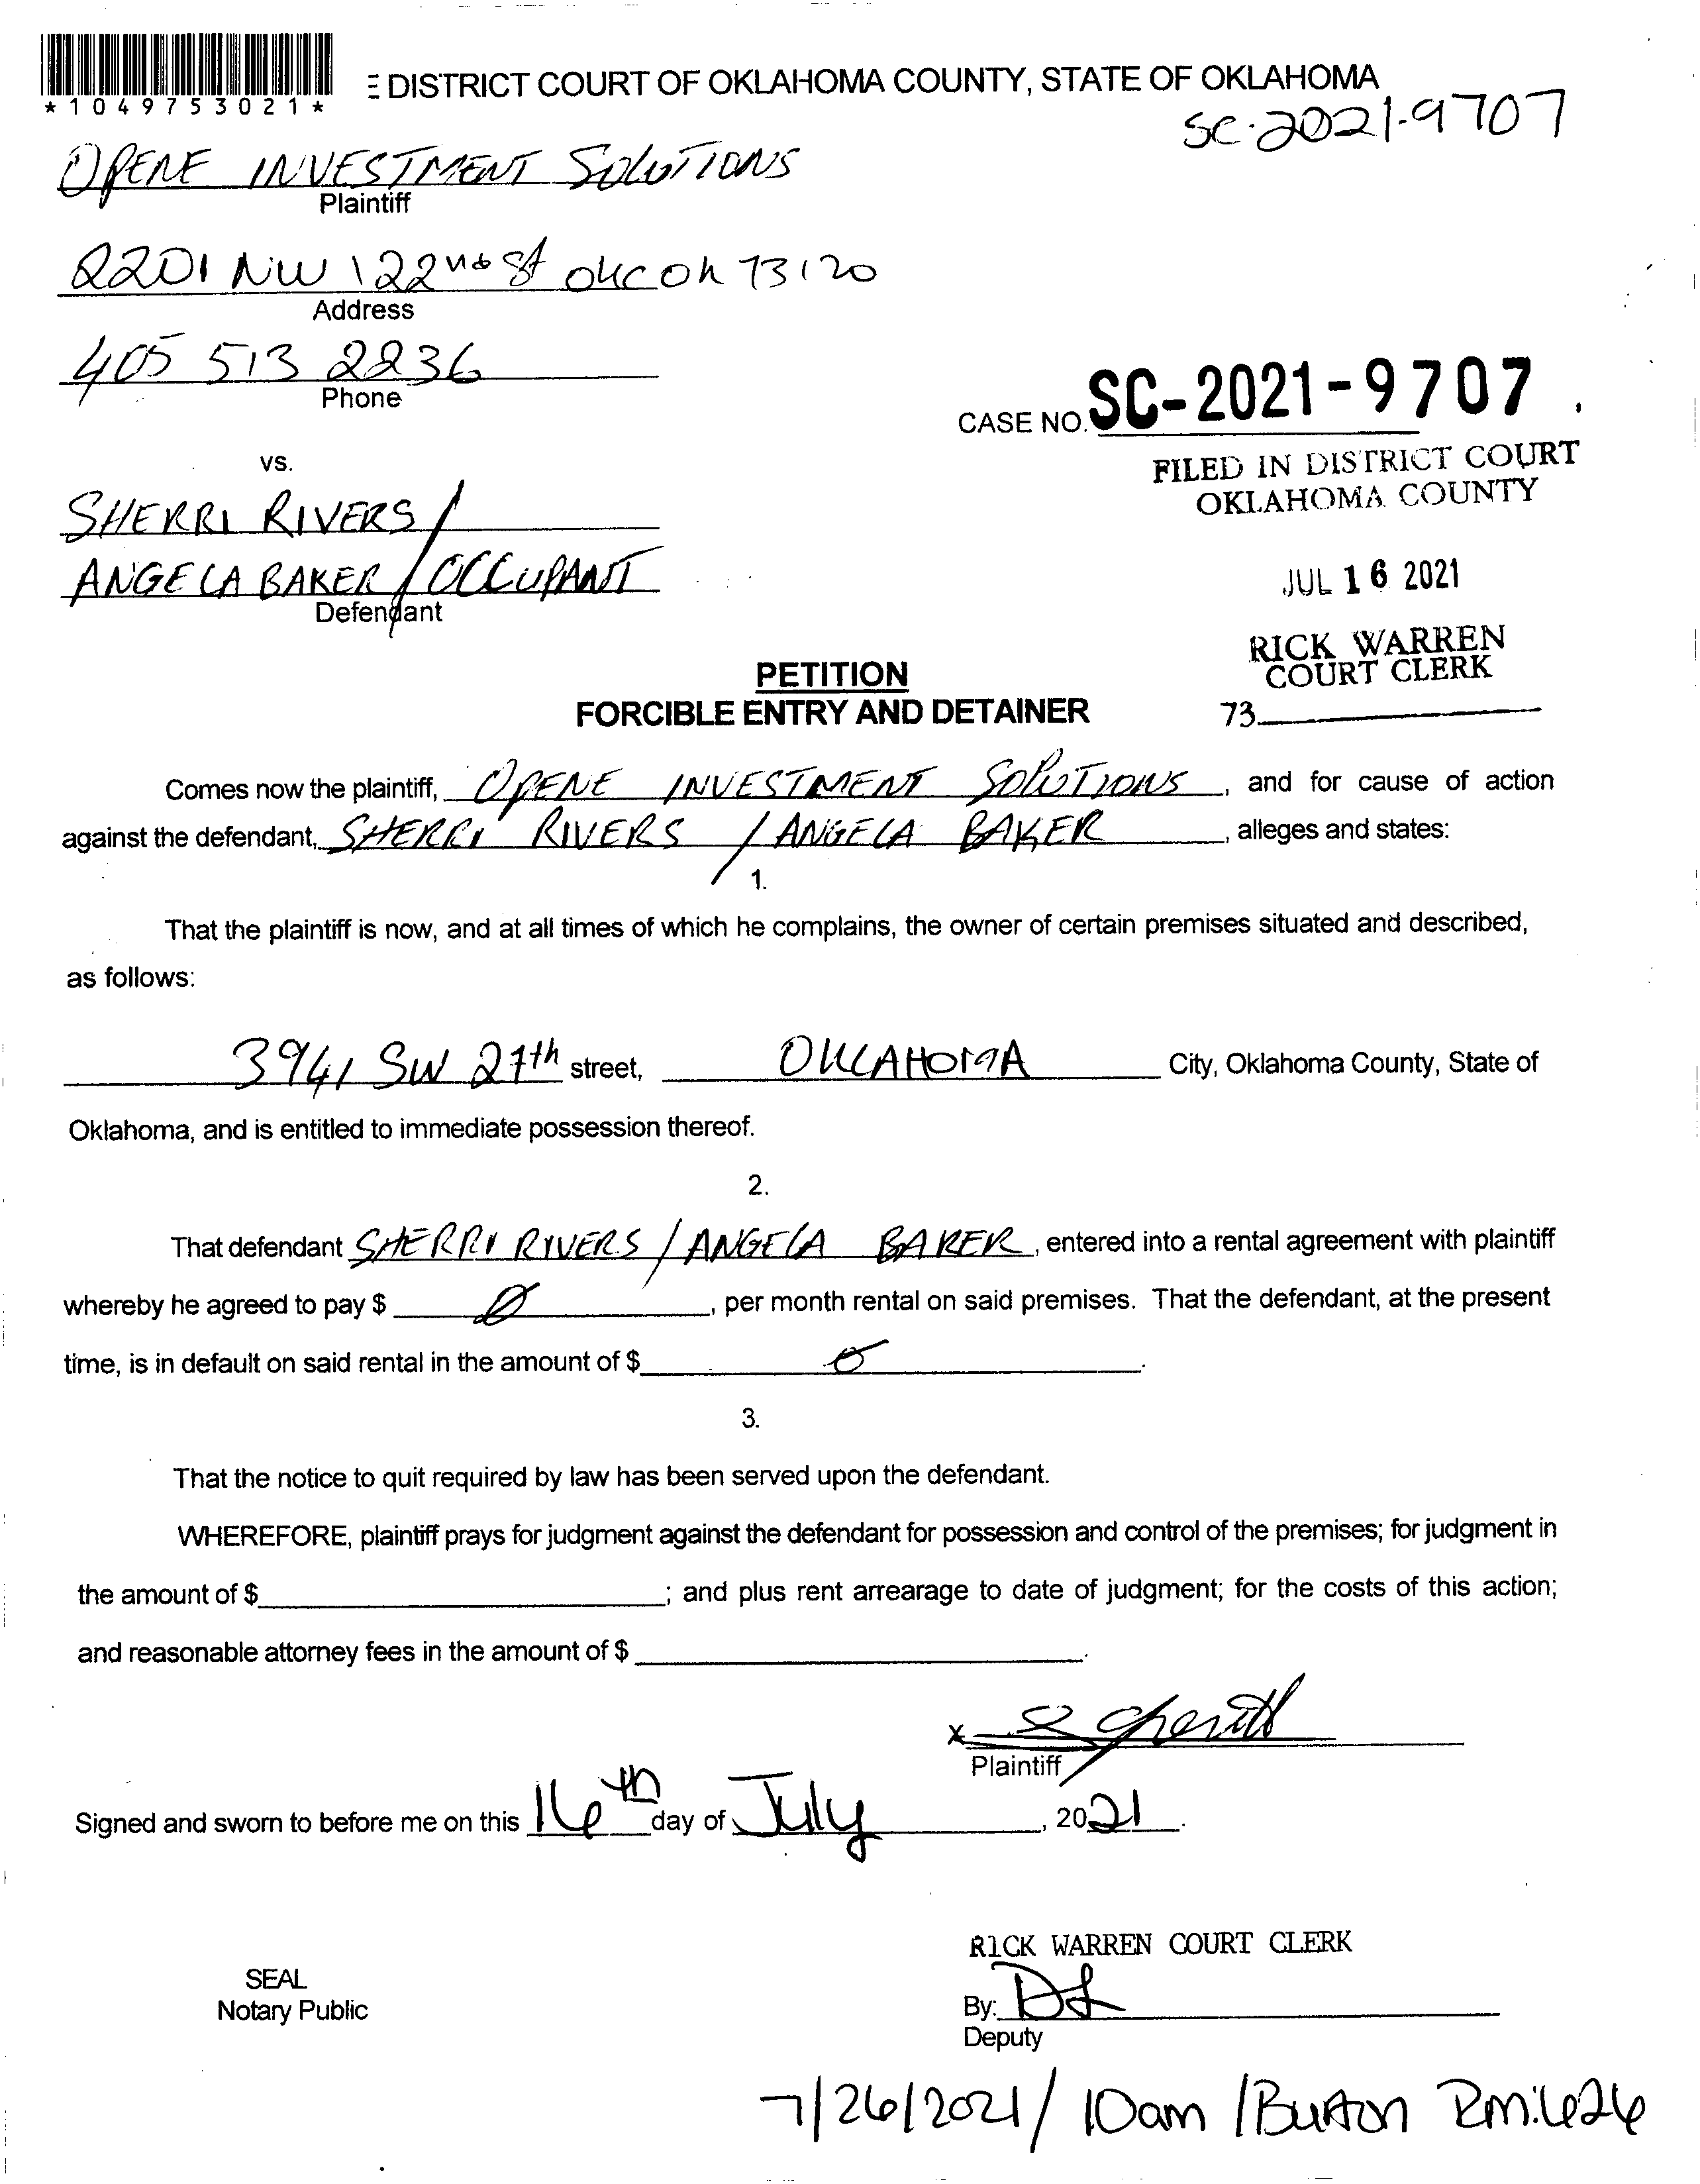 *1049753021*
E DISTRICT COURT OF OKLAHOMA COUNTY, STATE OF OKLAHOMA
SC-2021-9707
OPENE INVESTMENT SOLUTIONS
Plaintiff
2201 NW 122nd St OKC OK 73120
Address
405 513 2236
Phone
CASE NO. SC-2021-9707
vs.
FILED IN DISTRICT COURT
OKLAHOMA COUNTY
SHERRI RIVERS /
ANGELA BAKER / OCCUPANT
Defendant
JUL 16 2021
RICK WARREN
COURT CLERK
73
PETITION
FORCIBLE ENTRY AND DETAINER
Comes now the plaintiff, OPENE INVESTMENT SOLUTIONS, and for cause of action
against the defendant, SHERRI RIVERS / ANGELA BAKER, alleges and states:
1.
That the plaintiff is now, and at all times of which he complains, the owner of certain premises situated and described,
as follows:
3941 SW 27th street, OKLAHOMA City, Oklahoma County, State of
Oklahoma, and is entitled to immediate possession thereof.
2.
That defendant SHERRI RIVERS / ANGELA BAKER, entered into a rental agreement with plaintiff
whereby he agreed to pay $ 0, per month rental on said premises. That the defendant, at the present
time, is in default on said rental in the amount of $ 0.
3.
That the notice to quit required by law has been served upon the defendant.
WHEREFORE, plaintiff prays for judgment against the defendant for possession and control of the premises; for judgment in
the amount of $ ; and plus rent arrearage to date of judgment; for the costs of this action;
and reasonable attorney fees in the amount of $ .
x
Plaintiff
Signed and sworn to before me on this 16th day of July, 2021.
RICK WARREN COURT CLERK
SEAL
Notary Public
By: DL
Deputy
7/26/2021/ 10am /Burton Rm:626